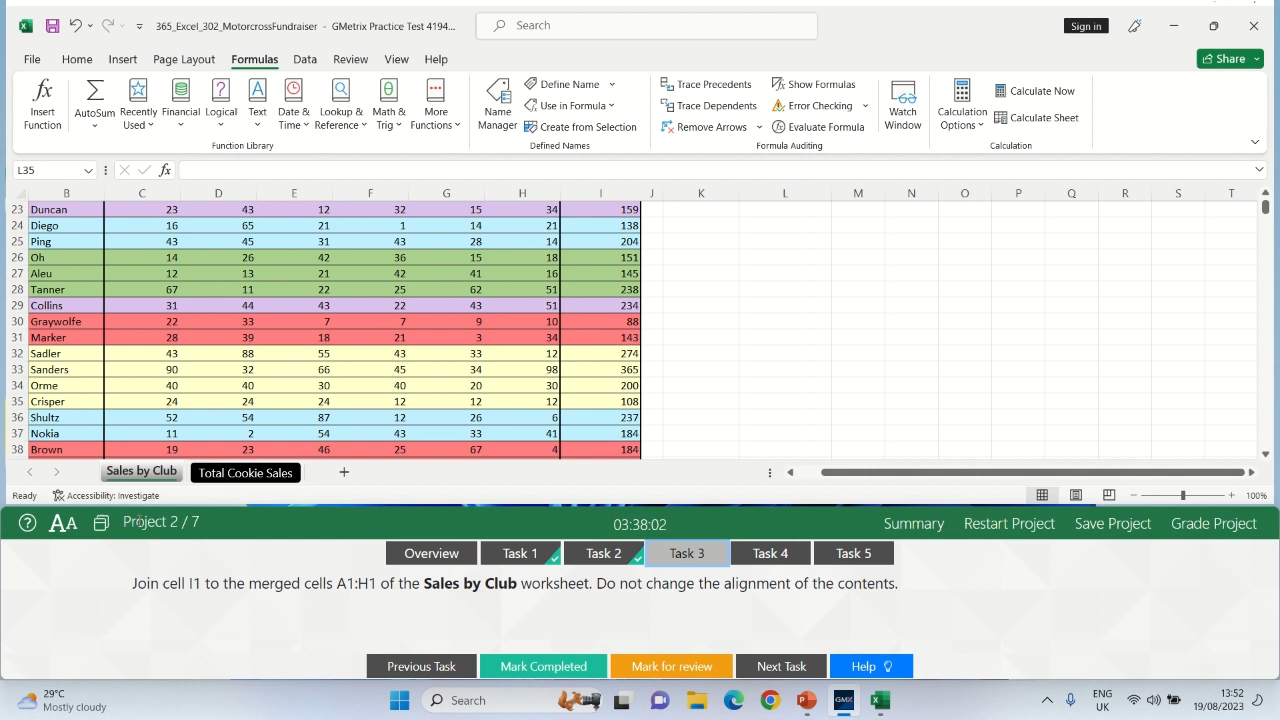 365_Excel_302_MotorcrossFundraiser - GMetrix Practice Test 4194...
Search
Sign in
File Home Insert Page Layout Formulas Data Review View Help
Share
Insert Function
AutoSum
Recently Used
Financial
Logical
Text
Date & Time
Lookup & Reference
Math & Trig
More Functions
Function Library
Name Manager
Define Name
Use in Formula
Create from Selection
Defined Names
Trace Precedents
Trace Dependents
Remove Arrows
Show Formulas
Error Checking
Evaluate Formula
Formula Auditing
Watch Window
Calculation Options
Calculate Now
Calculate Sheet
Calculation
L35
fx
B C D E F G H I J K L M N O P Q R S T
23 Duncan 23 43 12 32 15 34 159
24 Diego 16 65 21 1 14 21 138
25 Ping 43 45 31 43 28 14 204
26 Oh 14 26 42 36 15 18 151
27 Aleu 12 13 21 42 41 16 145
28 Tanner 67 11 22 25 62 51 238
29 Collins 31 44 43 22 43 51 234
30 Graywolfe 22 33 7 7 9 10 88
31 Marker 28 39 18 21 3 34 143
32 Sadler 43 88 55 43 33 12 274
33 Sanders 90 32 66 45 34 98 365
34 Orme 40 40 30 40 20 30 200
35 Crisper 24 24 24 12 12 12 108
36 Shultz 52 54 87 12 26 6 237
37 Nokia 11 2 54 43 33 41 184
38 Brown 19 23 46 25 67 4 184
Sales by Club Total Cookie Sales
Ready Accessibility: Investigate 100%
Project 2 / 7 03:38:02 Summary Restart Project Save Project Grade Project
Overview Task 1 Task 2 Task 3 Task 4 Task 5
Join cell I1 to the merged cells A1:H1 of the Sales by Club worksheet. Do not change the alignment of the contents.
Previous Task Mark Completed Mark for review Next Task Help
29°C
Mostly cloudy
Search
GMX
ENG
UK
13:52
19/08/2023